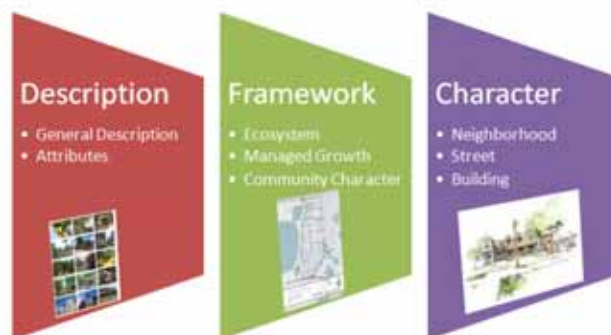 Description
• General Description
• Attributes
Framework
• Ecosystem
• Managed Growth
• Community Character
Character
• Neighborhood
• Street
• Building